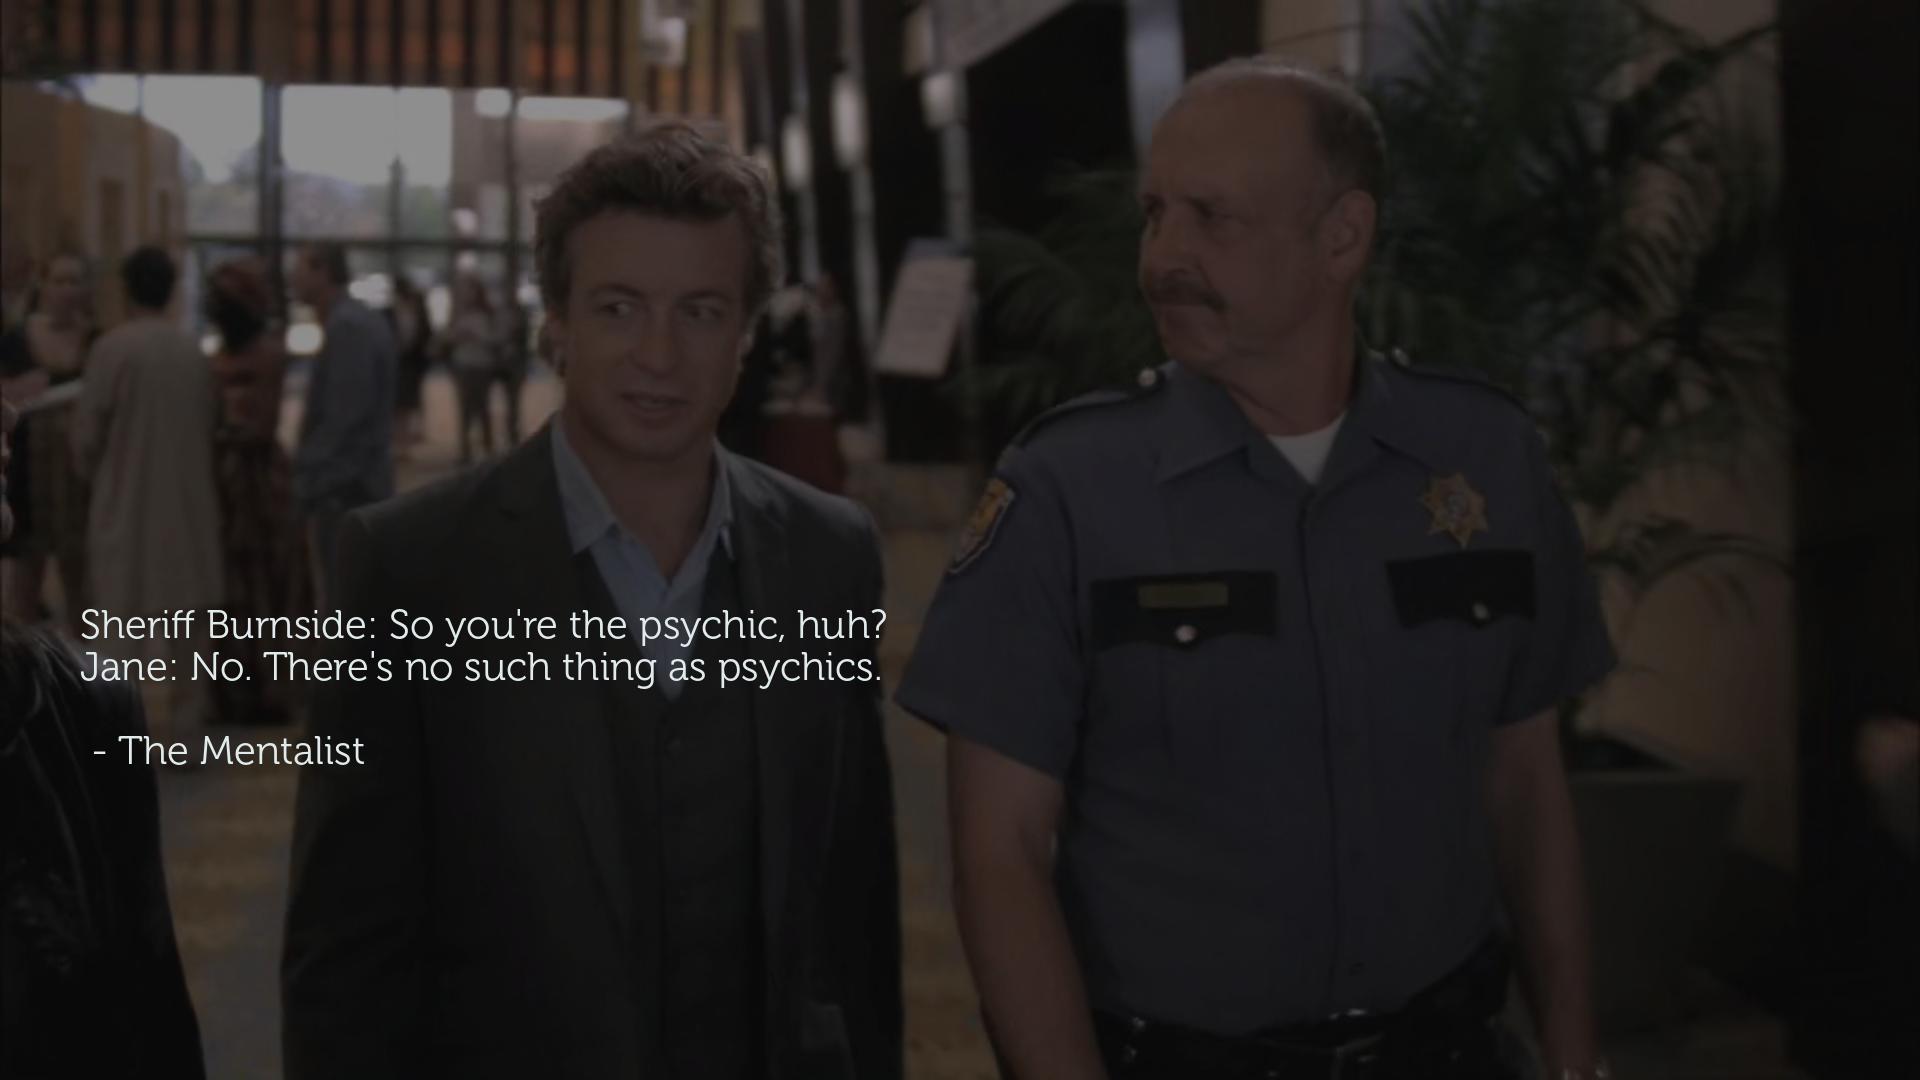 Sheriff Burnside: So you're the psychic, huh?
Jane: No. There's no such thing as psychics.
- The Mentalist